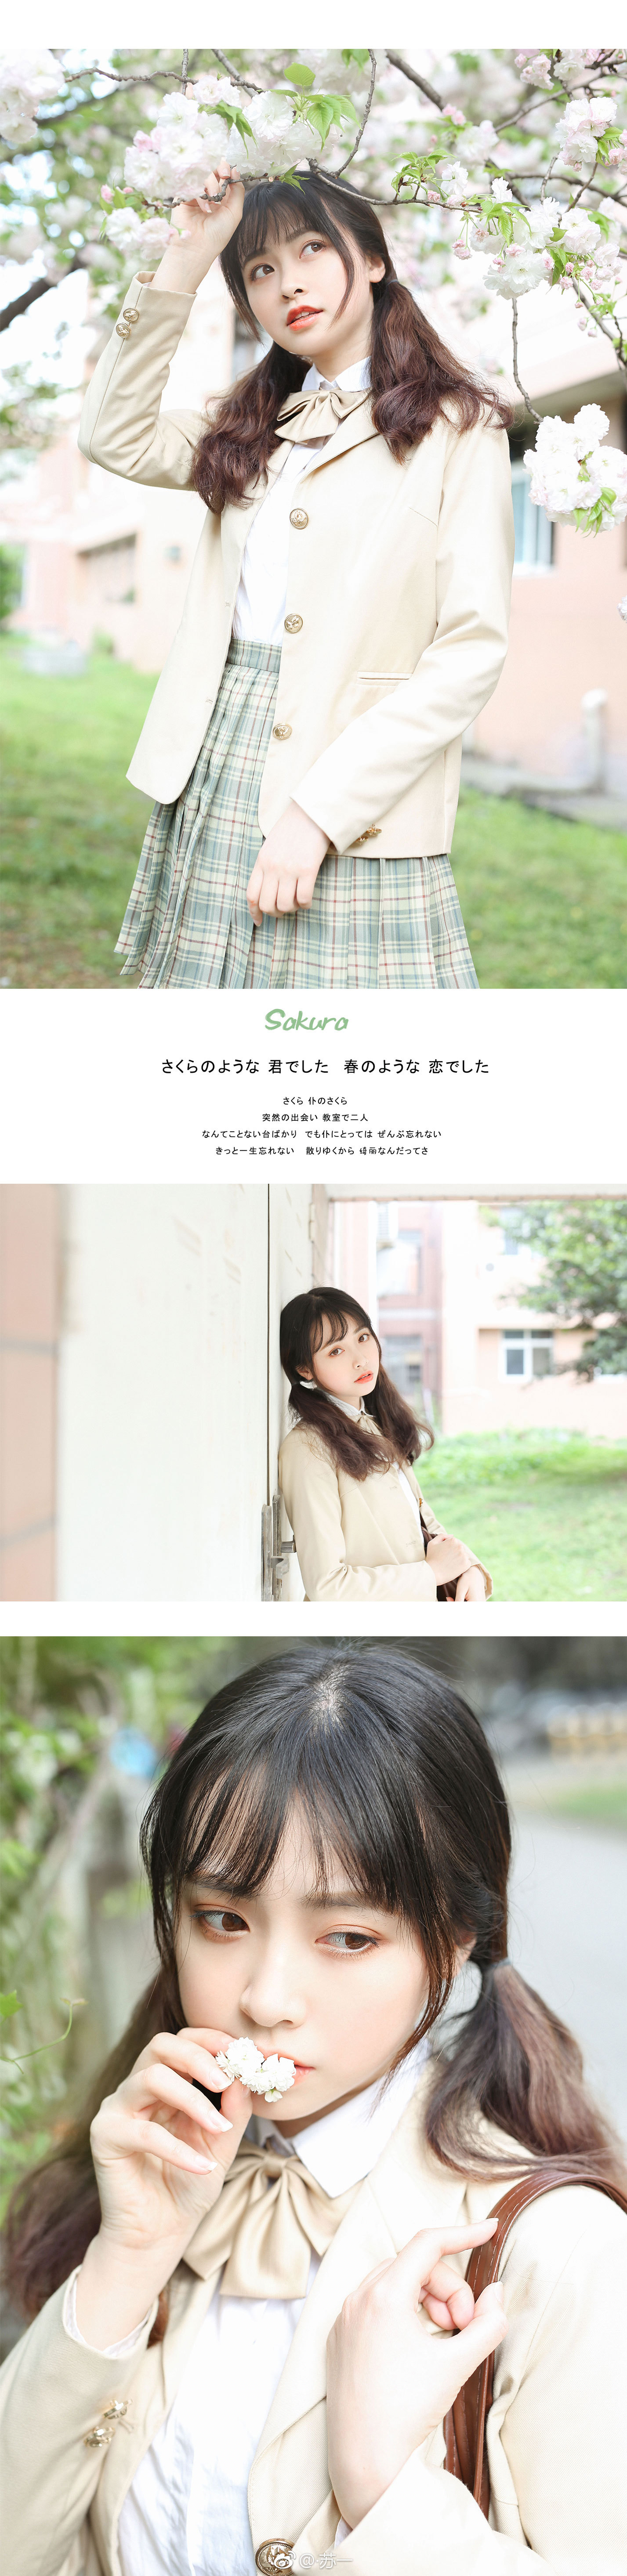 Sakura
さくらのような 君でした 春のような 恋でした
さくら 仆のさくら
突然の出会い 教室で二人
なんてことない台ばかり でも仆にとっては ぜんぶ忘れない
きっと一生忘れない 散りゆくから 綺丽なんだってさ
@苏一